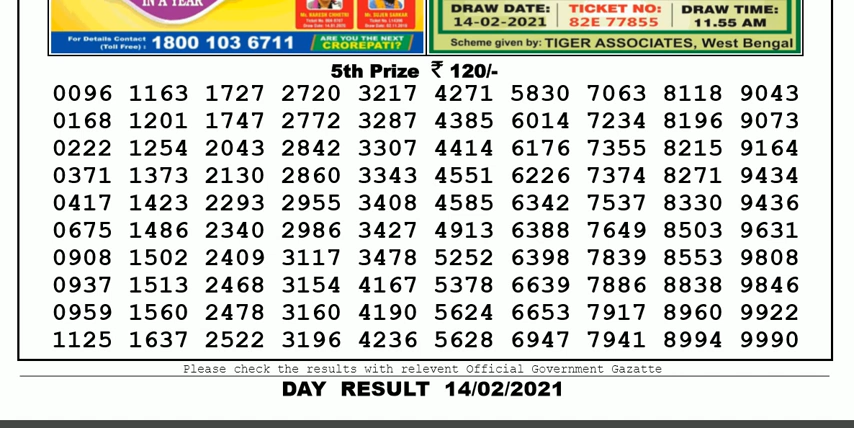 IN A YEAR
For Details Contact
(Toll Free) : 1800 103 6711
ARE YOU THE NEXT
CROREPATI?
DRAW DATE: 14-02-2021
TICKET NO: 82E 77855
DRAW TIME: 11.55 AM
Scheme given by: TIGER ASSOCIATES, West Bengal
5th Prize ₹ 120/-
0096 1163 1727 2720 3217 4271 5830 7063 8118 9043
0168 1201 1747 2772 3287 4385 6014 7234 8196 9073
0222 1254 2043 2842 3307 4414 6176 7355 8215 9164
0371 1373 2130 2860 3343 4551 6226 7374 8271 9434
0417 1423 2293 2955 3408 4585 6342 7537 8330 9436
0675 1486 2340 2986 3427 4913 6388 7649 8503 9631
0908 1502 2409 3117 3478 5252 6398 7839 8553 9808
0937 1513 2468 3154 4167 5378 6639 7886 8838 9846
0959 1560 2478 3160 4190 5624 6653 7917 8960 9922
1125 1637 2522 3196 4236 5628 6947 7941 8994 9990
Please check the results with relevent Official Government Gazatte
DAY RESULT 14/02/2021